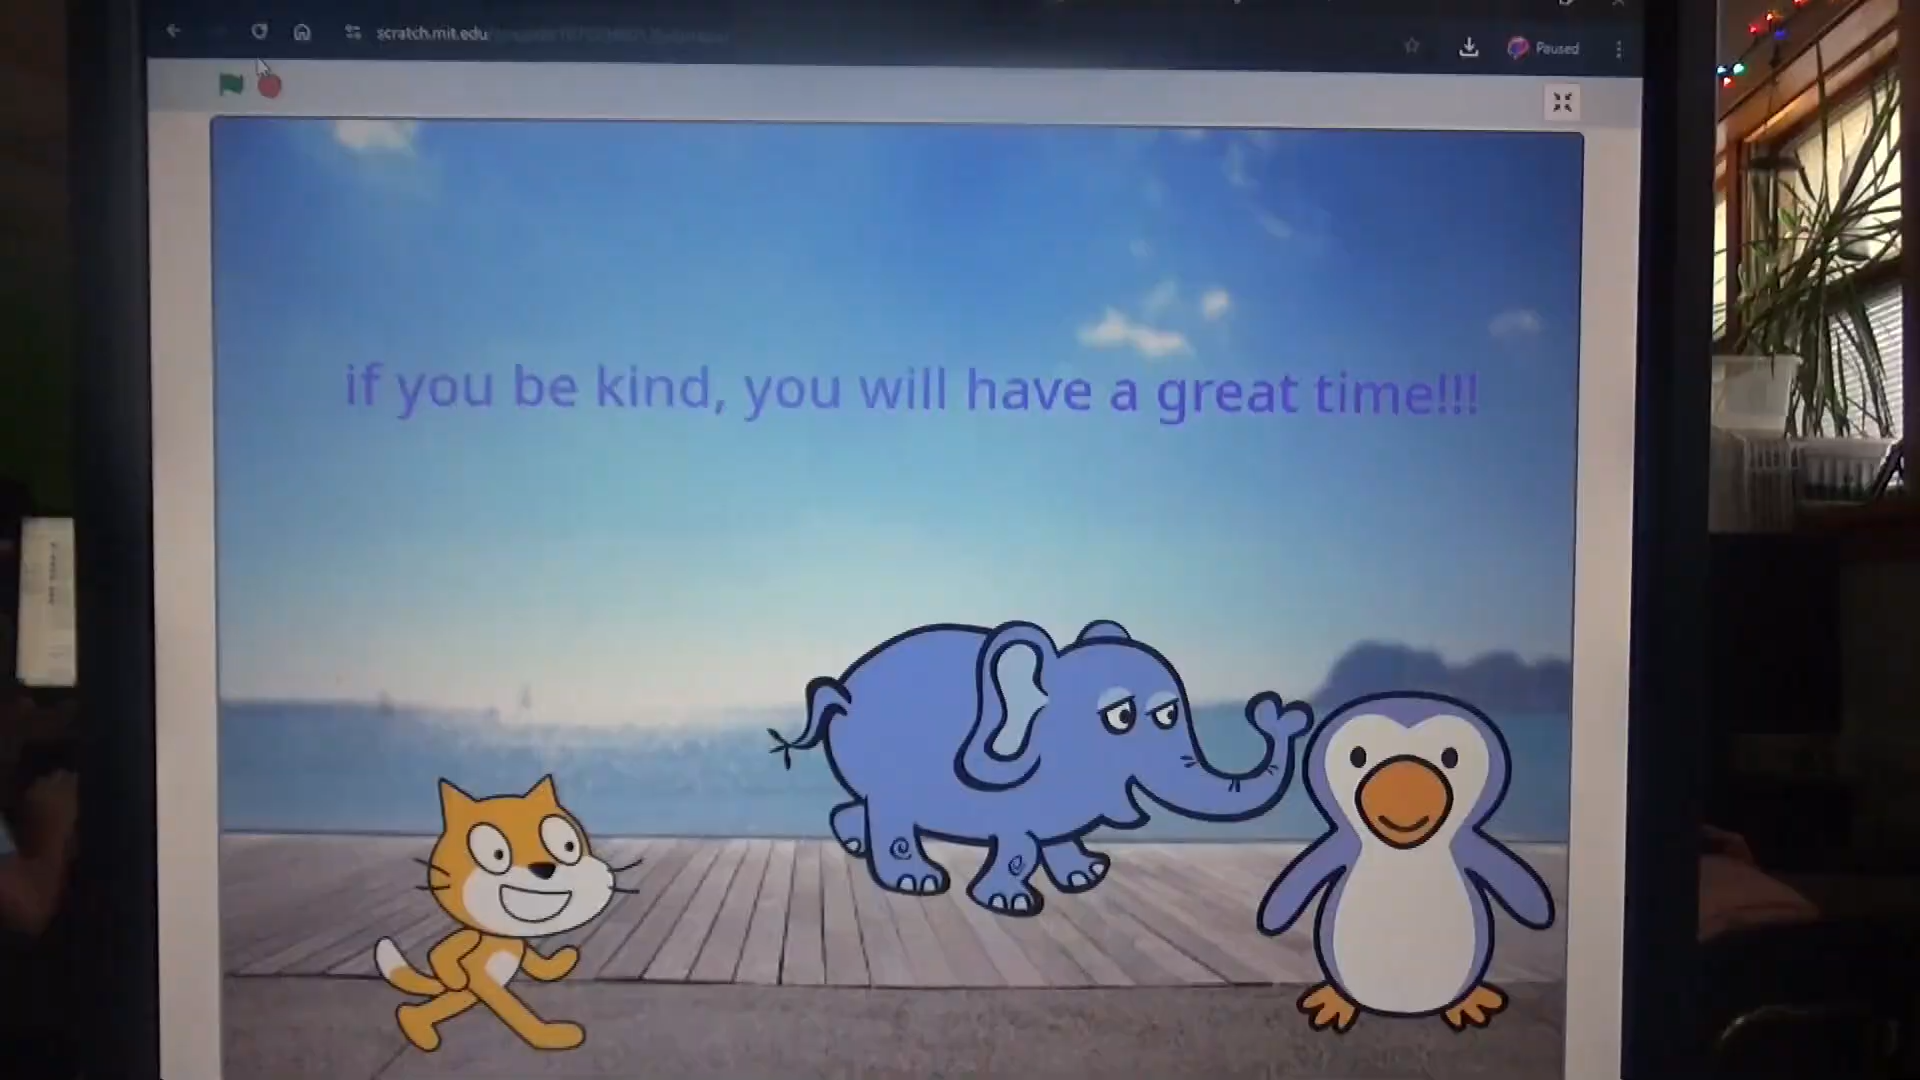 scratch.mit.edu
Paused
if you be kind, you will have a great time!!!